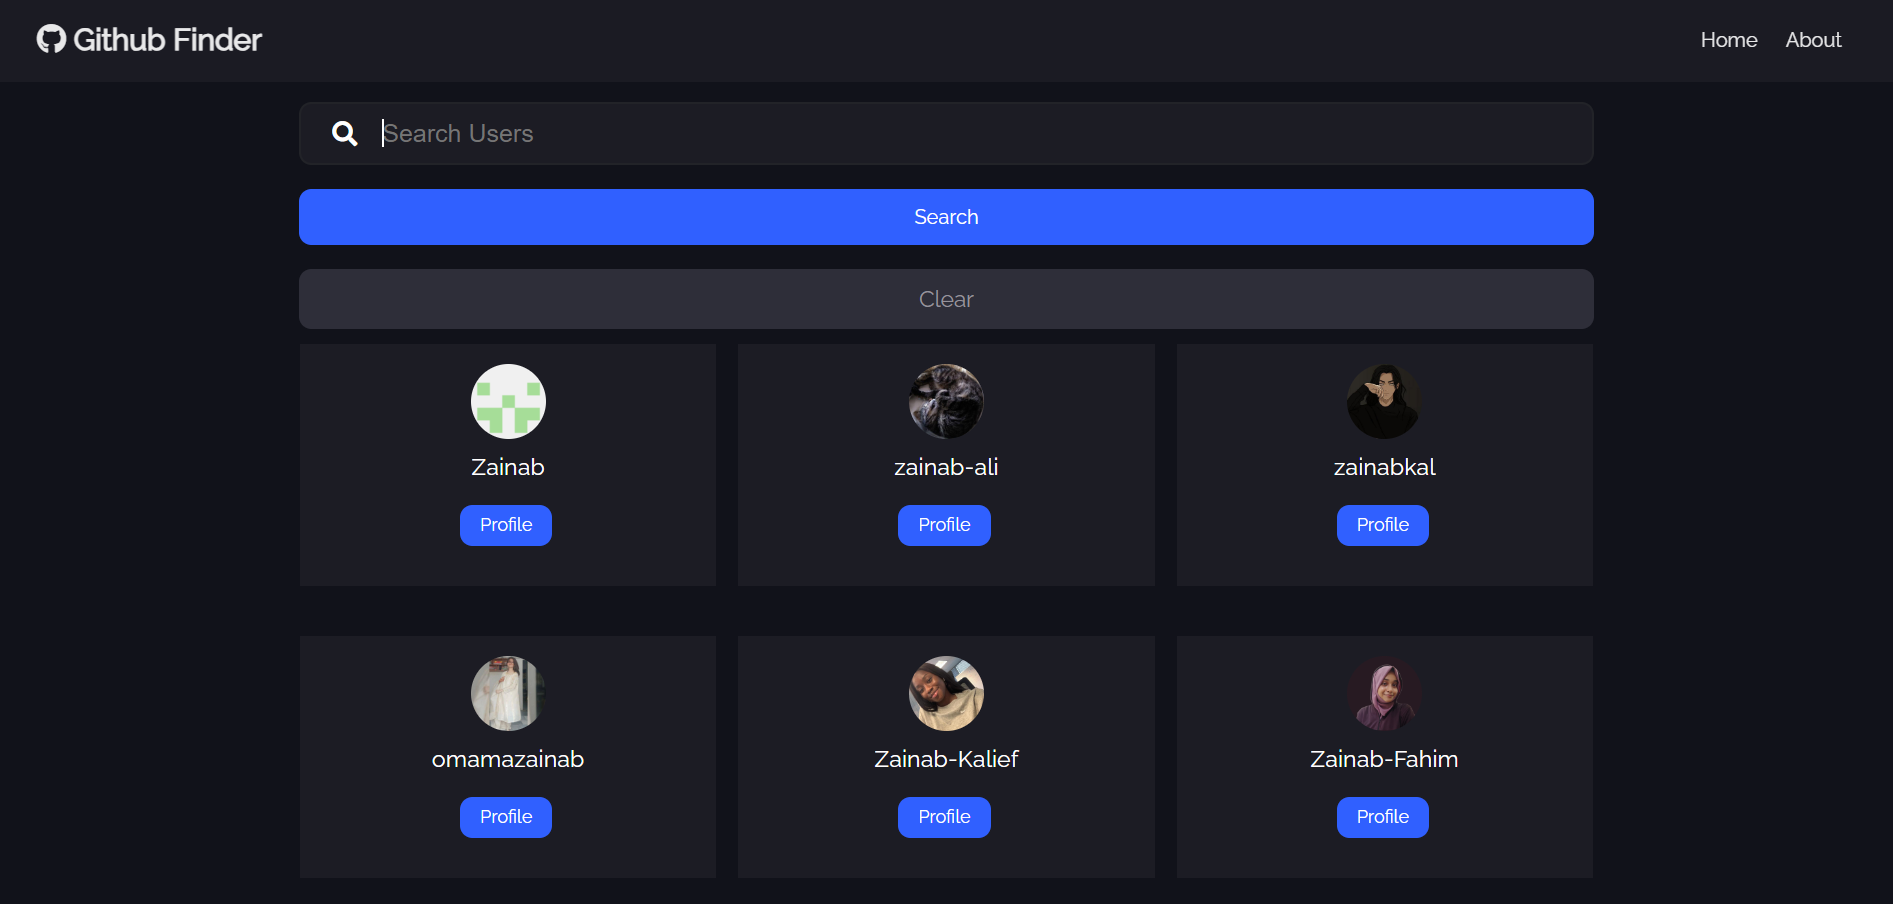 Github Finder
Home About
Search Users
Search
Clear
Zainab zainab-ali zainabkal
Profile Profile Profile
omamazainab Zainab-Kalief Zainab-Fahim
Profile Profile Profile